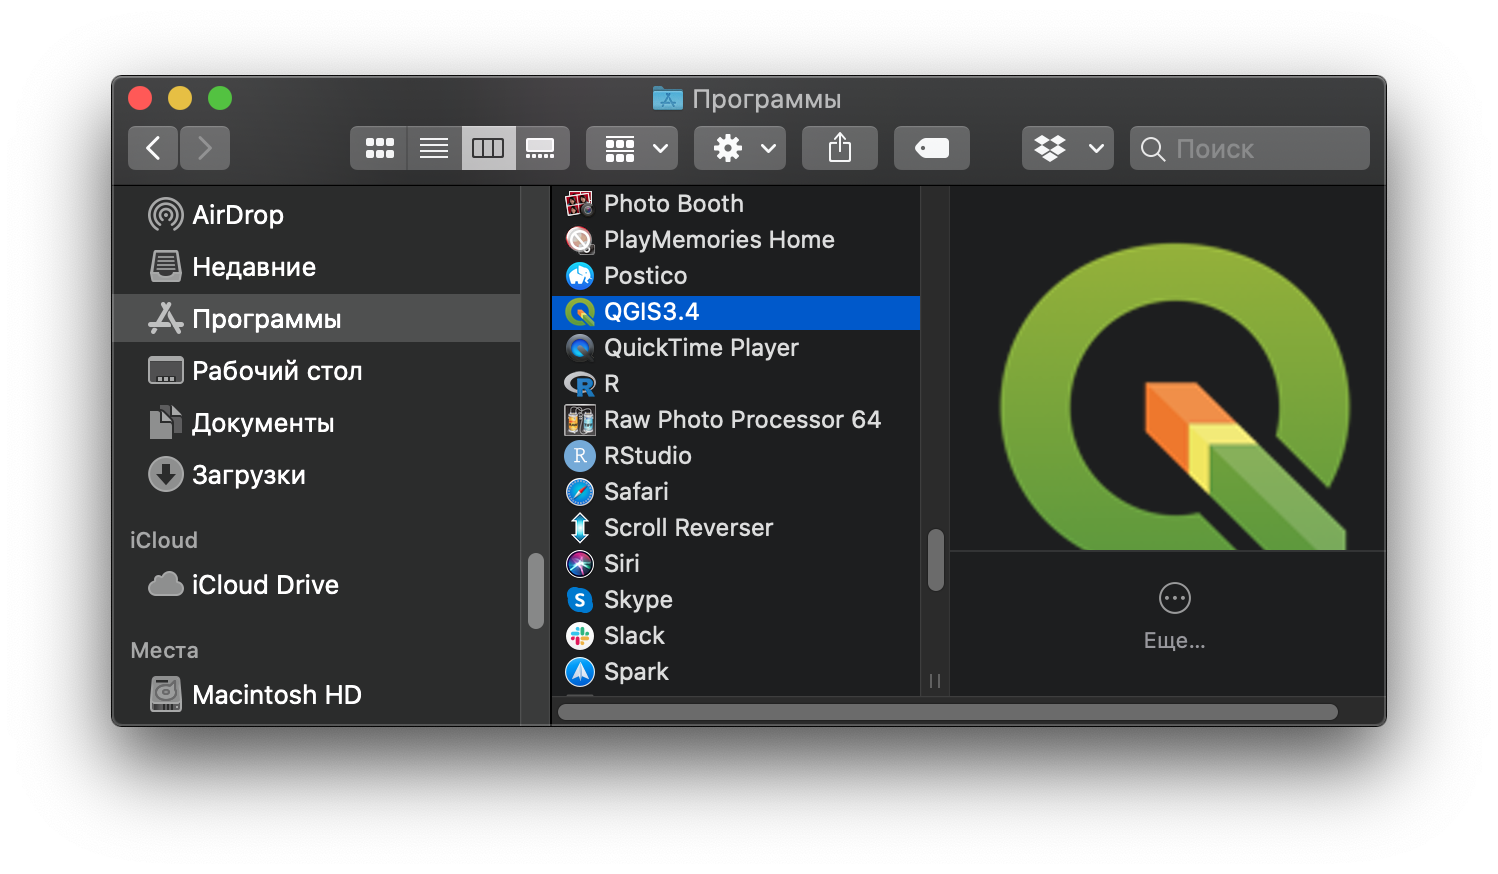 Программы
Поиск
AirDrop
Недавние
Программы
Рабочий стол
Документы
Загрузки
iCloud
iCloud Drive
Места
Macintosh HD
Photo Booth
PlayMemories Home
Postico
QGIS3.4
QuickTime Player
R
Raw Photo Processor 64
RStudio
Safari
Scroll Reverser
Siri
Skype
Slack
Spark
Еще...